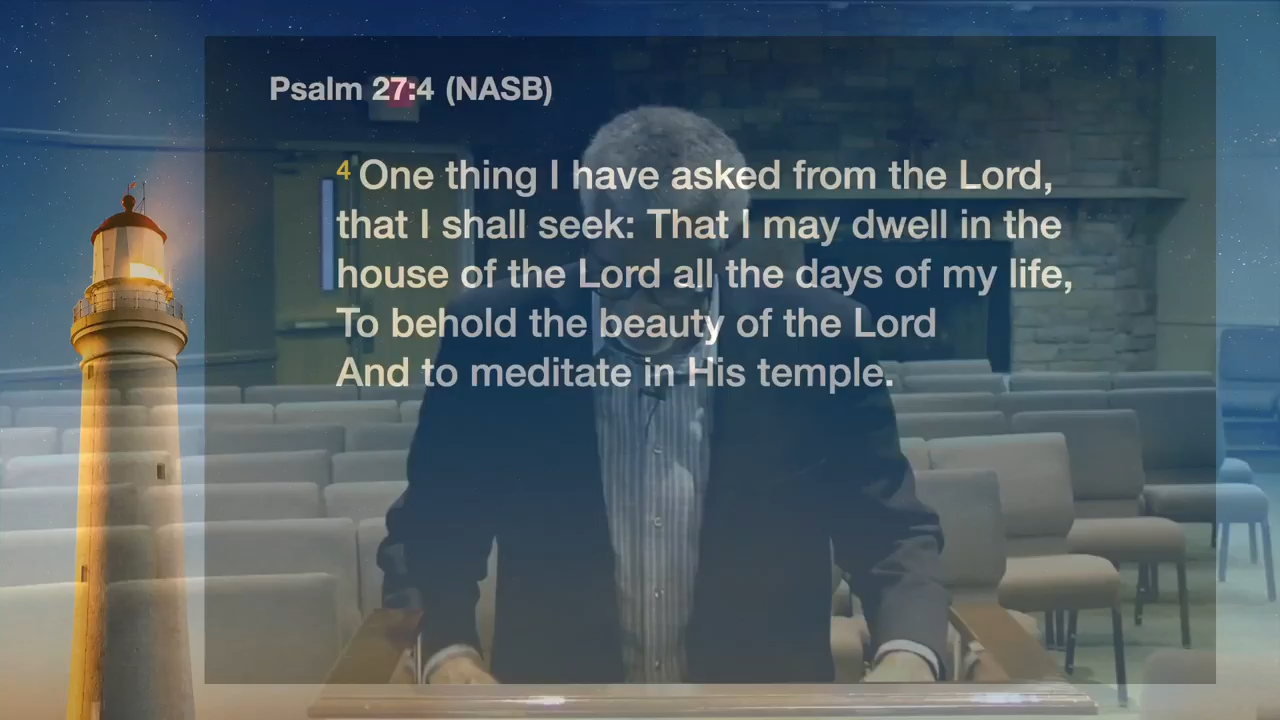 Psalm 27:4 (NASB)
4 One thing I have asked from the Lord,
that I shall seek: That I may dwell in the
house of the Lord all the days of my life,
To behold the beauty of the Lord
And to meditate in His temple.